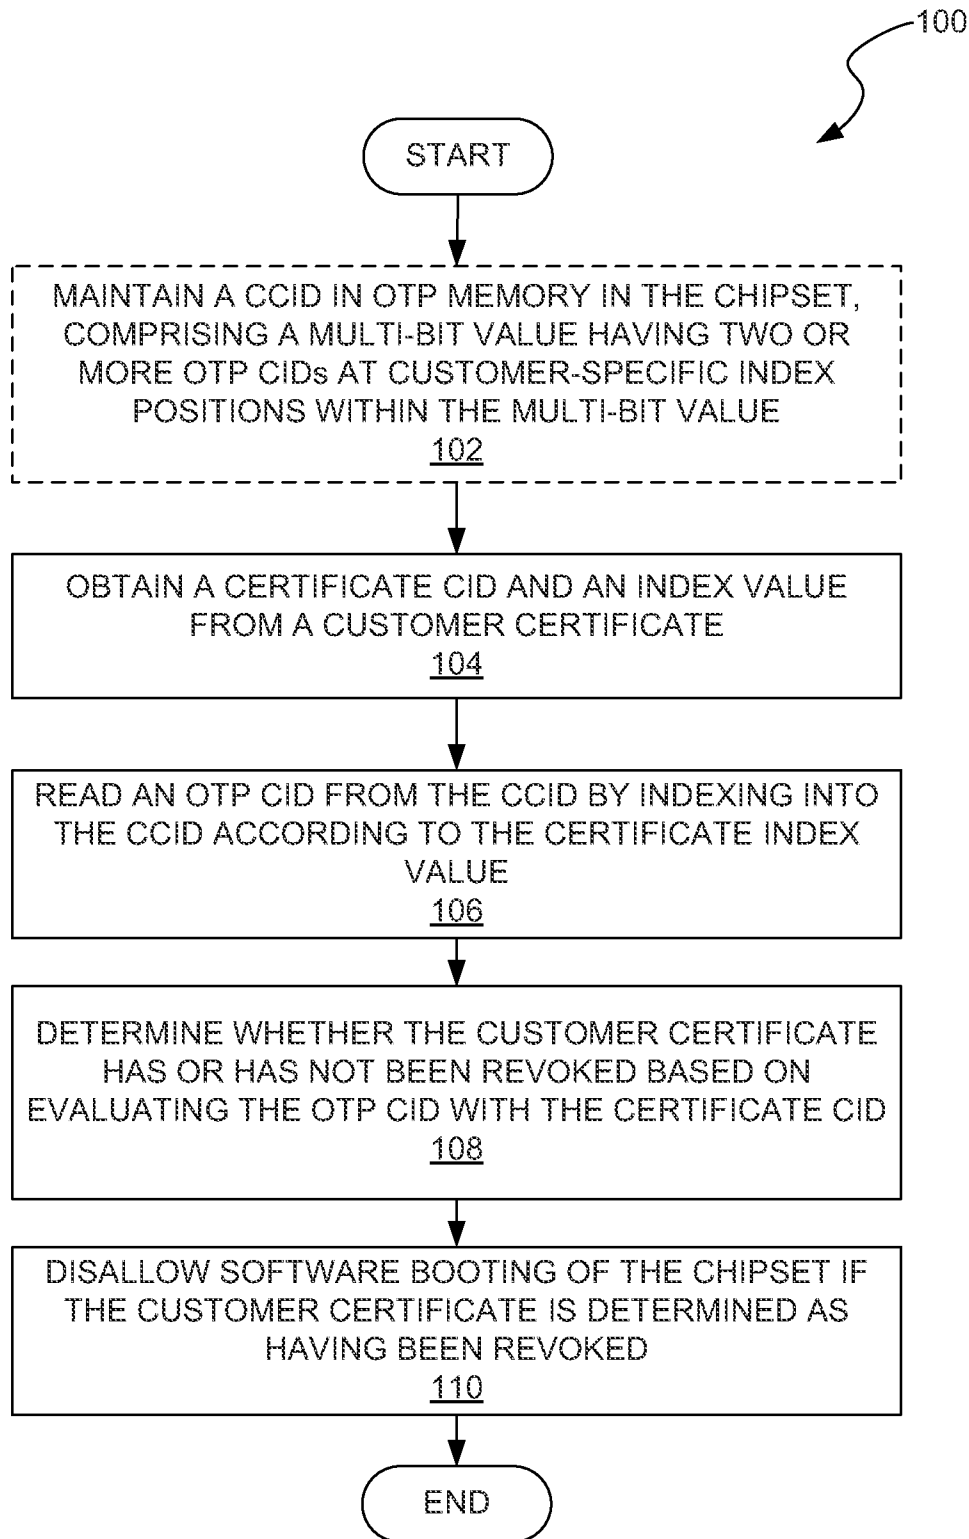 100
START
MAINTAIN A CCID IN OTP MEMORY IN THE CHIPSET,
COMPRISING A MULTI-BIT VALUE HAVING TWO OR
MORE OTP CIDs AT CUSTOMER-SPECIFIC INDEX
POSITIONS WITHIN THE MULTI-BIT VALUE
102
OBTAIN A CERTIFICATE CID AND AN INDEX VALUE
FROM A CUSTOMER CERTIFICATE
104
READ AN OTP CID FROM THE CCID BY INDEXING INTO
THE CCID ACCORDING TO THE CERTIFICATE INDEX
VALUE
106
DETERMINE WHETHER THE CUSTOMER CERTIFICATE
HAS OR HAS NOT BEEN REVOKED BASED ON
EVALUATING THE OTP CID WITH THE CERTIFICATE CID
108
DISALLOW SOFTWARE BOOTING OF THE CHIPSET IF
THE CUSTOMER CERTIFICATE IS DETERMINED AS
HAVING BEEN REVOKED
110
END